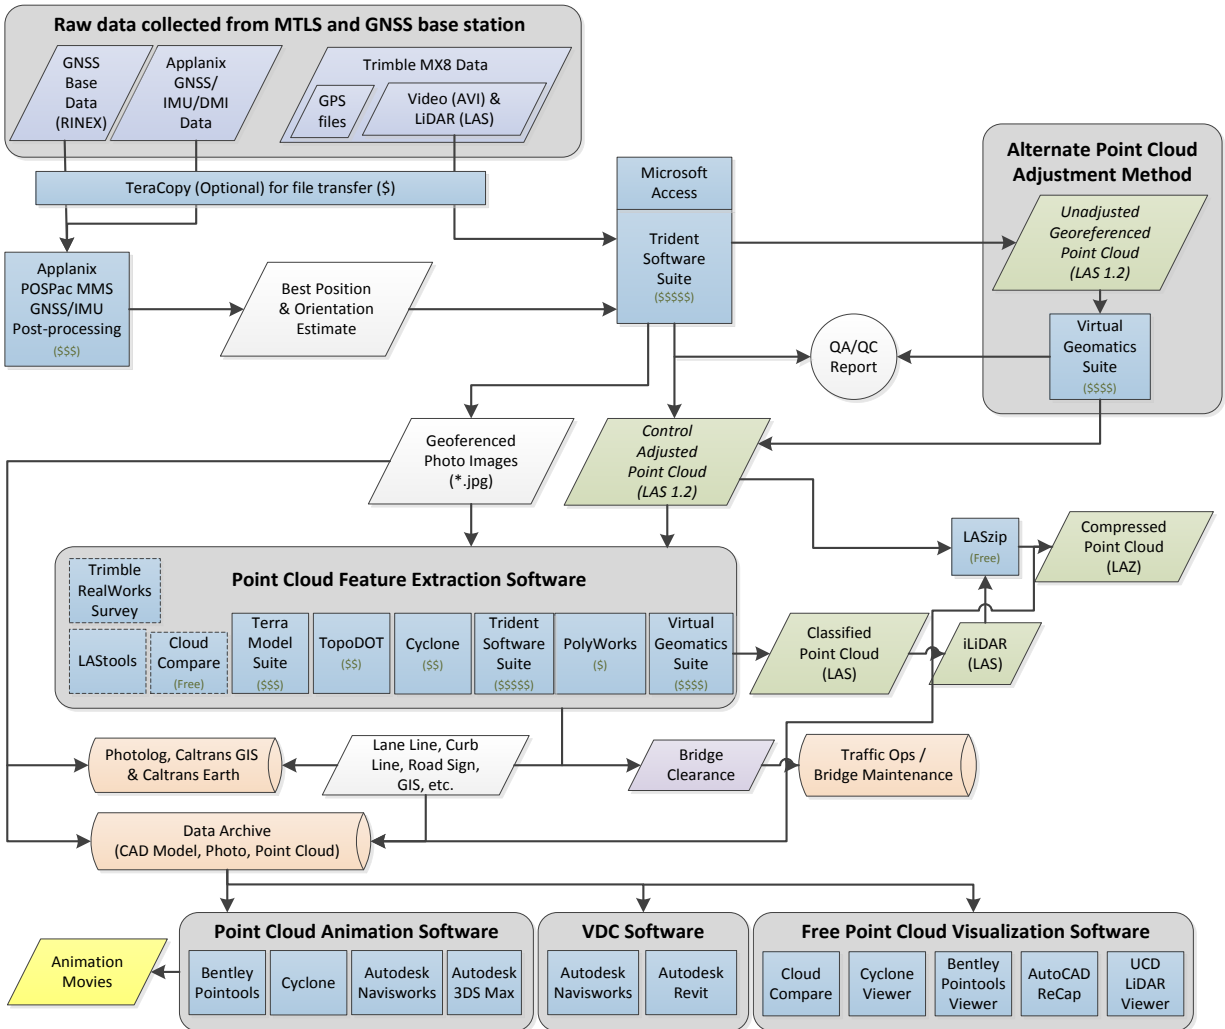 Raw data collected from MTLS and GNSS base station
GNSS
Base
Data
(RINEX)
Applanix
GNSS/
IMU/DMI
Data
Trimble MX8 Data
GPS
files
Video (AVI) &
LiDAR (LAS)
TeraCopy (Optional) for file transfer ($)
Microsoft
Access
Trident
Software
Suite
($$$$$)
Alternate Point Cloud
Adjustment Method
Unadjusted
Georeferenced
Point Cloud
(LAS 1.2)
Virtual
Geomatics
Suite
($$$$)
Applanix
POSPac MMS
GNSS/IMU
Post-processing
($$$)
Best Position
& Orientation
Estimate
QA/QC
Report
Geoferenced
Photo Images
(*.jpg)
Control
Adjusted
Point Cloud
(LAS 1.2)
LASzip
(Free)
Compressed
Point Cloud
(LAZ)
Point Cloud Feature Extraction Software
Trimble
RealWorks
Survey
LAStools
Cloud
Compare
(Free)
Terra
Model
Suite
($$$)
TopoDOT
($$)
Cyclone
($$)
Trident
Software
Suite
($$$$$)
PolyWorks
($)
Virtual
Geomatics
Suite
($$$$)
Classified
Point Cloud
(LAS)
iLiDAR
(LAS)
Photolog, Caltrans GIS
& Caltrans Earth
Lane Line, Curb
Line, Road Sign,
GIS, etc.
Bridge
Clearance
Traffic Ops /
Bridge Maintenance
Data Archive
(CAD Model, Photo, Point Cloud)
Point Cloud Animation Software
Bentley
Pointools
Cyclone
Autodesk
Navisworks
Autodesk
3DS Max
Animation
Movies
VDC Software
Autodesk
Navisworks
Autodesk
Revit
Free Point Cloud Visualization Software
Cloud
Compare
Cyclone
Viewer
Bentley
Pointools
Viewer
AutoCAD
ReCap
UCD
LiDAR
Viewer